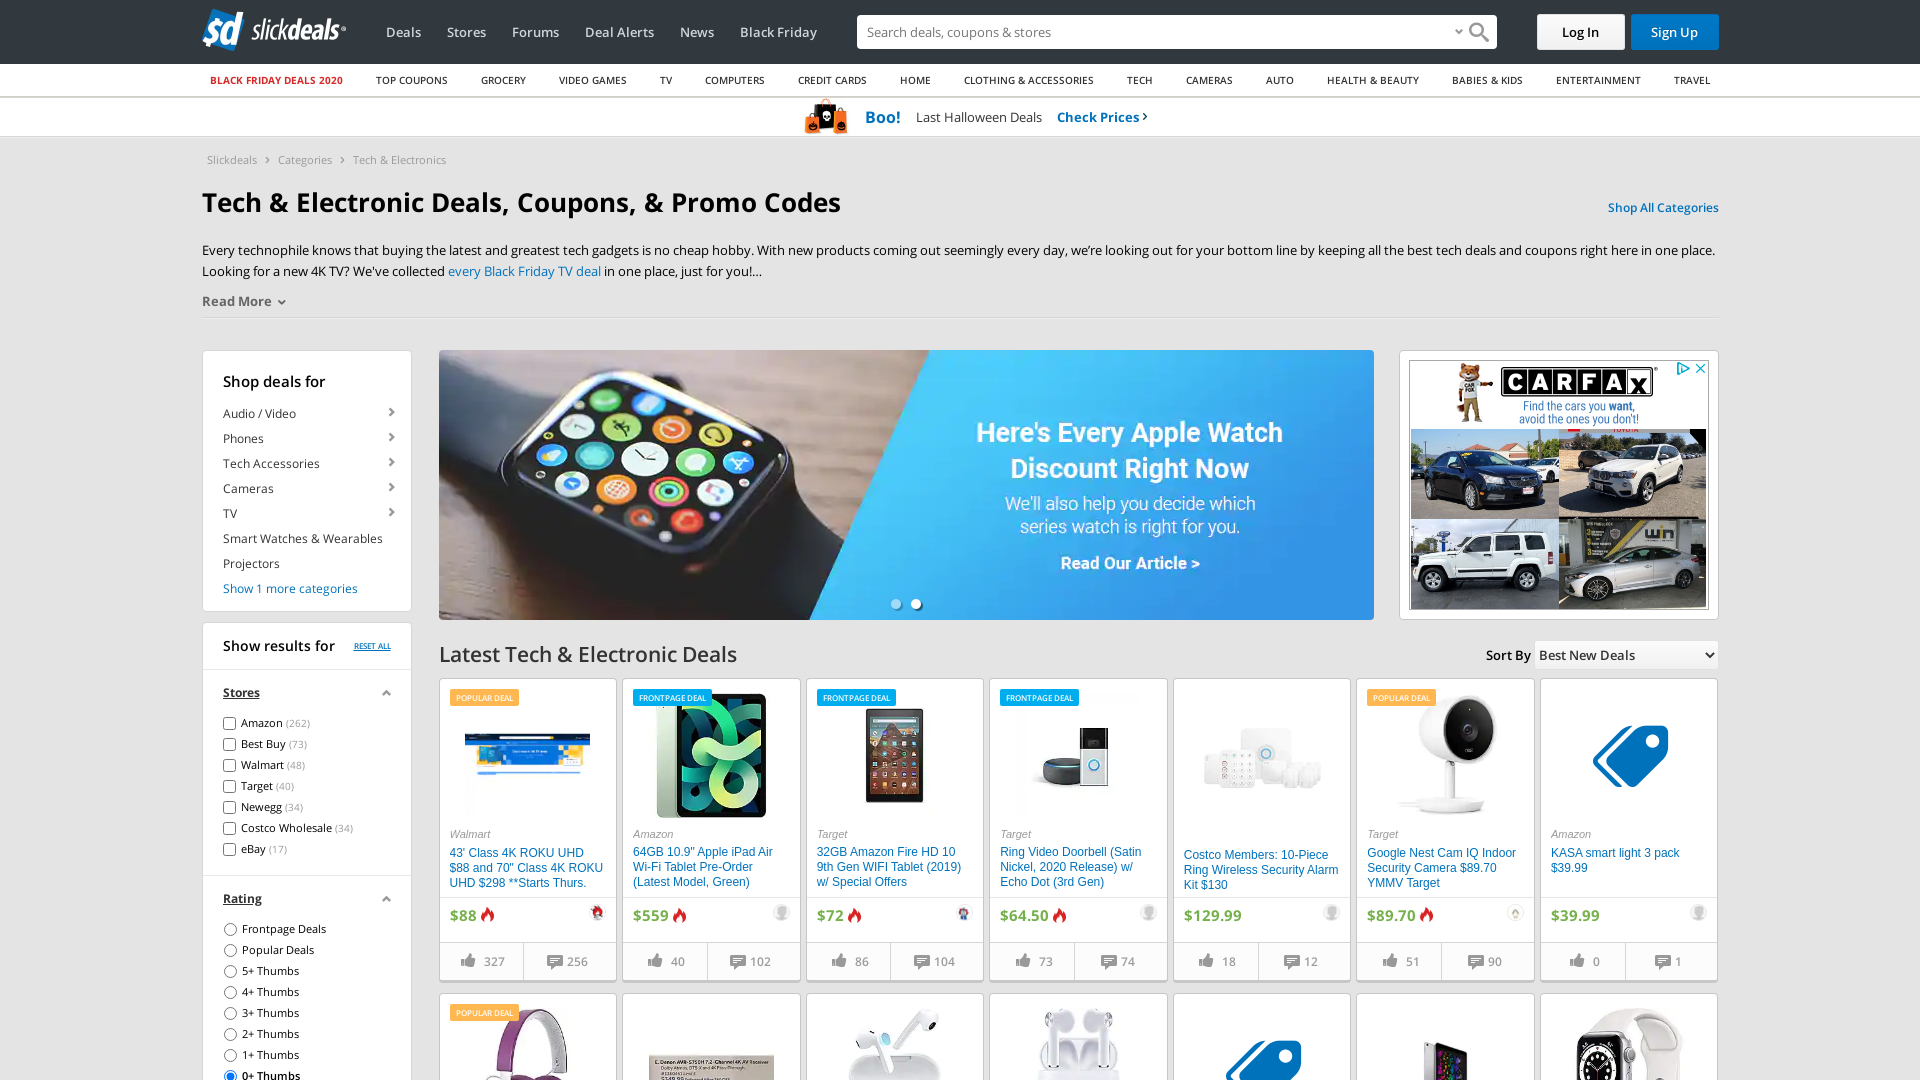 slickdeals
Deals Stores Forums Deal Alerts News Black Friday
Search deals, coupons & stores
Log In Sign Up
BLACK FRIDAY DEALS 2020 TOP COUPONS GROCERY VIDEO GAMES TV COMPUTERS CREDIT CARDS HOME CLOTHING & ACCESSORIES TECH CAMERAS AUTO HEALTH & BEAUTY BABIES & KIDS ENTERTAINMENT TRAVEL
Boo! Last Halloween Deals Check Prices
Slickdeals > Categories > Tech & Electronics
Tech & Electronic Deals, Coupons, & Promo Codes
Shop All Categories
Every technophile knows that buying the latest and greatest tech gadgets is no cheap hobby. With new products coming out seemingly every day, we’re looking out for your bottom line by keeping all the best tech deals and coupons right here in one place.
Looking for a new 4K TV? We've collected every Black Friday TV deal in one place, just for you!…
Read More
Shop deals for
Audio / Video
Phones
Tech Accessories
Cameras
TV
Smart Watches & Wearables
Projectors
Show 1 more categories
Show results for RESET ALL
Stores
Amazon (262)
Best Buy (73)
Walmart (48)
Target (40)
Newegg (34)
Costco Wholesale (34)
eBay (17)
Rating
Frontpage Deals
Popular Deals
5+ Thumbs
4+ Thumbs
3+ Thumbs
2+ Thumbs
1+ Thumbs
0+ Thumbs
Here's Every Apple Watch
Discount Right Now
We'll also help you decide which
series watch is right for you.
Read Our Article >
CAR FOX
CARFAX
Find the cars you want,
avoid the ones you don't!
Latest Tech & Electronic Deals
Sort By Best New Deals
POPULAR DEAL
Walmart
43' Class 4K ROKU UHD
$88 and 70" Class 4K ROKU
UHD $298 **Starts Thurs.
$88
327 256
FRONTPAGE DEAL
Amazon
64GB 10.9" Apple iPad Air
Wi-Fi Tablet Pre-Order
(Latest Model, Green)
$559
40 102
FRONTPAGE DEAL
Target
32GB Amazon Fire HD 10
9th Gen WIFI Tablet (2019)
w/ Special Offers
$72
86 104
FRONTPAGE DEAL
Target
Ring Video Doorbell (Satin
Nickel, 2020 Release) w/
Echo Dot (3rd Gen)
$64.50
73 74
Costco Members: 10-Piece
Ring Wireless Security Alarm
Kit $130
$129.99
18 12
POPULAR DEAL
Target
Google Nest Cam IQ Indoor
Security Camera $89.70
YMMV Target
$89.70
51 90
Amazon
KASA smart light 3 pack
$39.99
$39.99
0 1
POPULAR DEAL